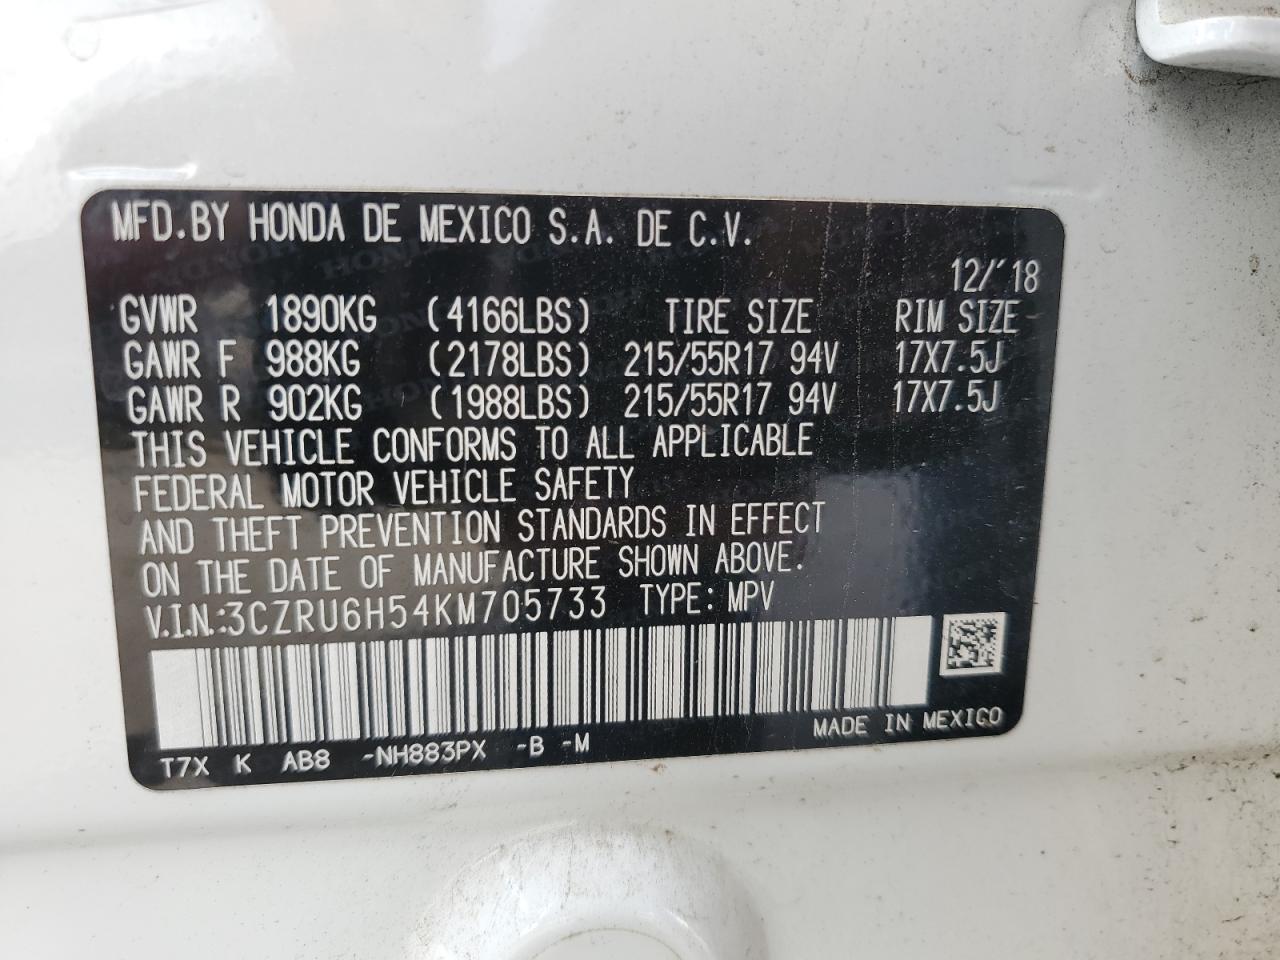 MFD.BY HONDA DE MEXICO S.A. DE C.V.
12/'18
GVWR 1890KG (4166LBS) TIRE SIZE RIM SIZE
GAWR F 988KG (2178LBS) 215/55R17 94V 17X7.5J
GAWR R 902KG (1988LBS) 215/55R17 94V 17X7.5J
THIS VEHICLE CONFORMS TO ALL APPLICABLE
FEDERAL MOTOR VEHICLE SAFETY
AND THEFT PREVENTION STANDARDS IN EFFECT
ON THE DATE OF MANUFACTURE SHOWN ABOVE.
V.I.N.:3CZRU6H54KM705733 TYPE: MPV
MADE IN MEXICO
T7X K AB8 -NH883PX -B -M